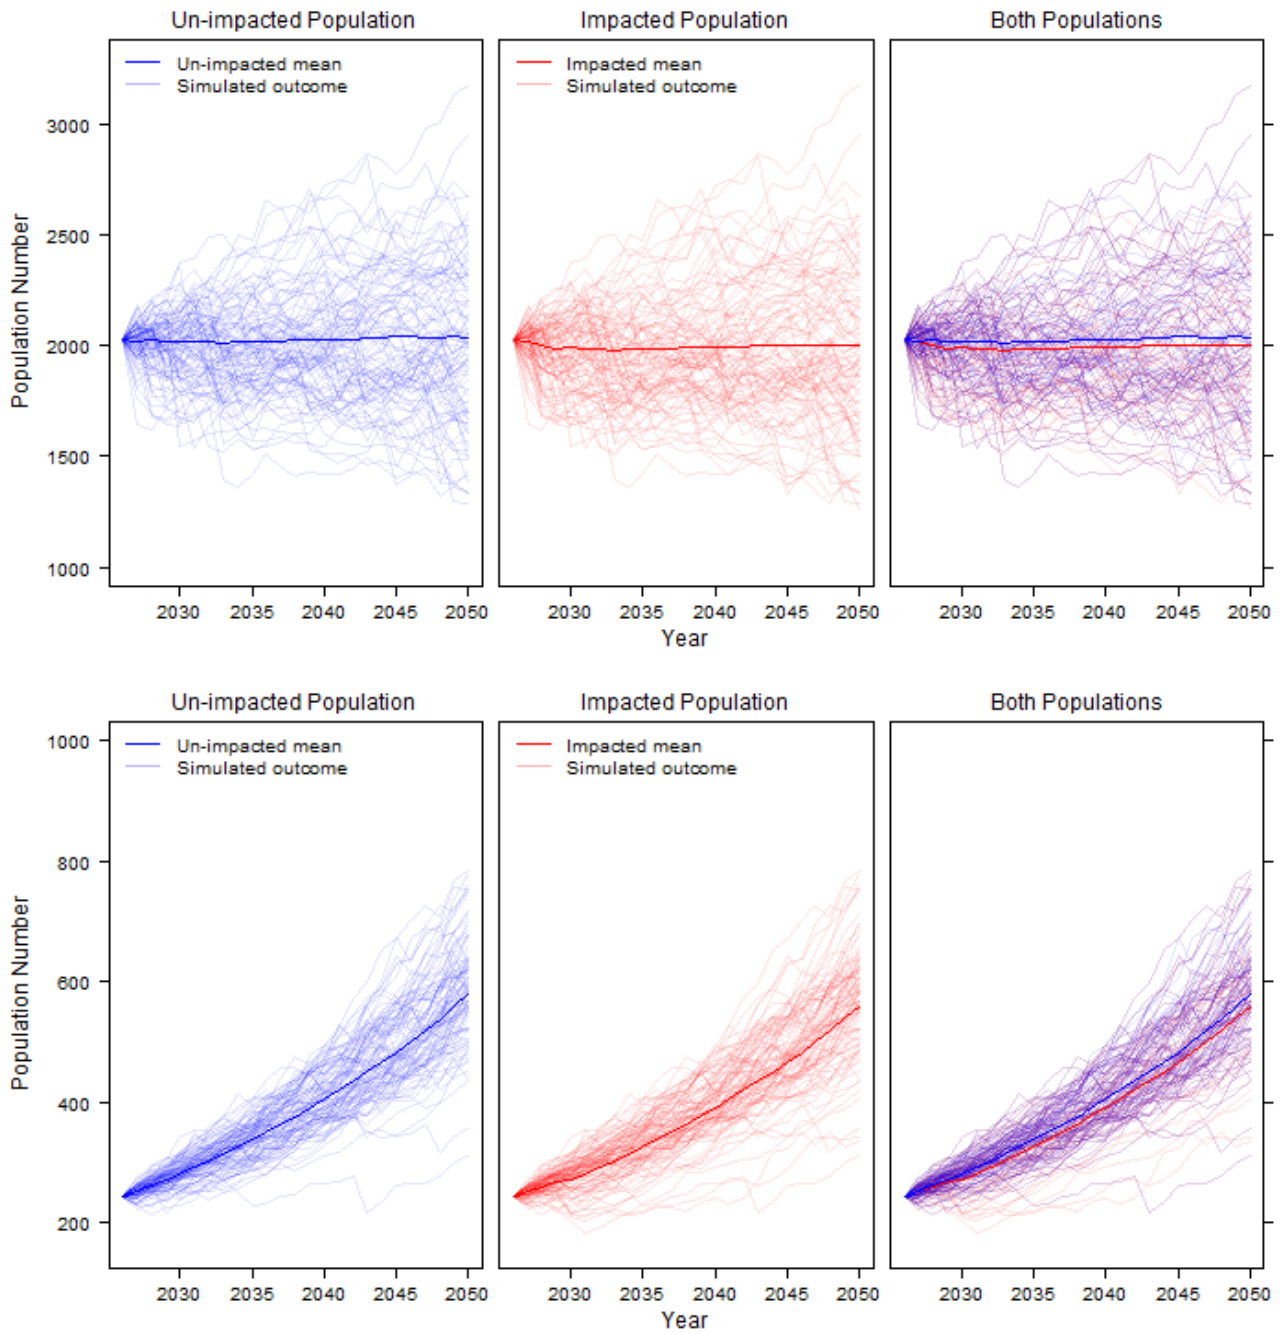 Un-impacted Population Impacted Population Both Populations
Un-impacted mean Impacted mean
Simulated outcome Simulated outcome
3000
2500
2000
1500
1000
Population Number
2030 2035 2040 2045 2050 2030 2035 2040 2045 2050 2030 2035 2040 2045 2050
Year
Un-impacted Population Impacted Population Both Populations
Un-impacted mean Impacted mean
Simulated outcome Simulated outcome
1000
800
600
400
200
Population Number
2030 2035 2040 2045 2050 2030 2035 2040 2045 2050 2030 2035 2040 2045 2050
Year